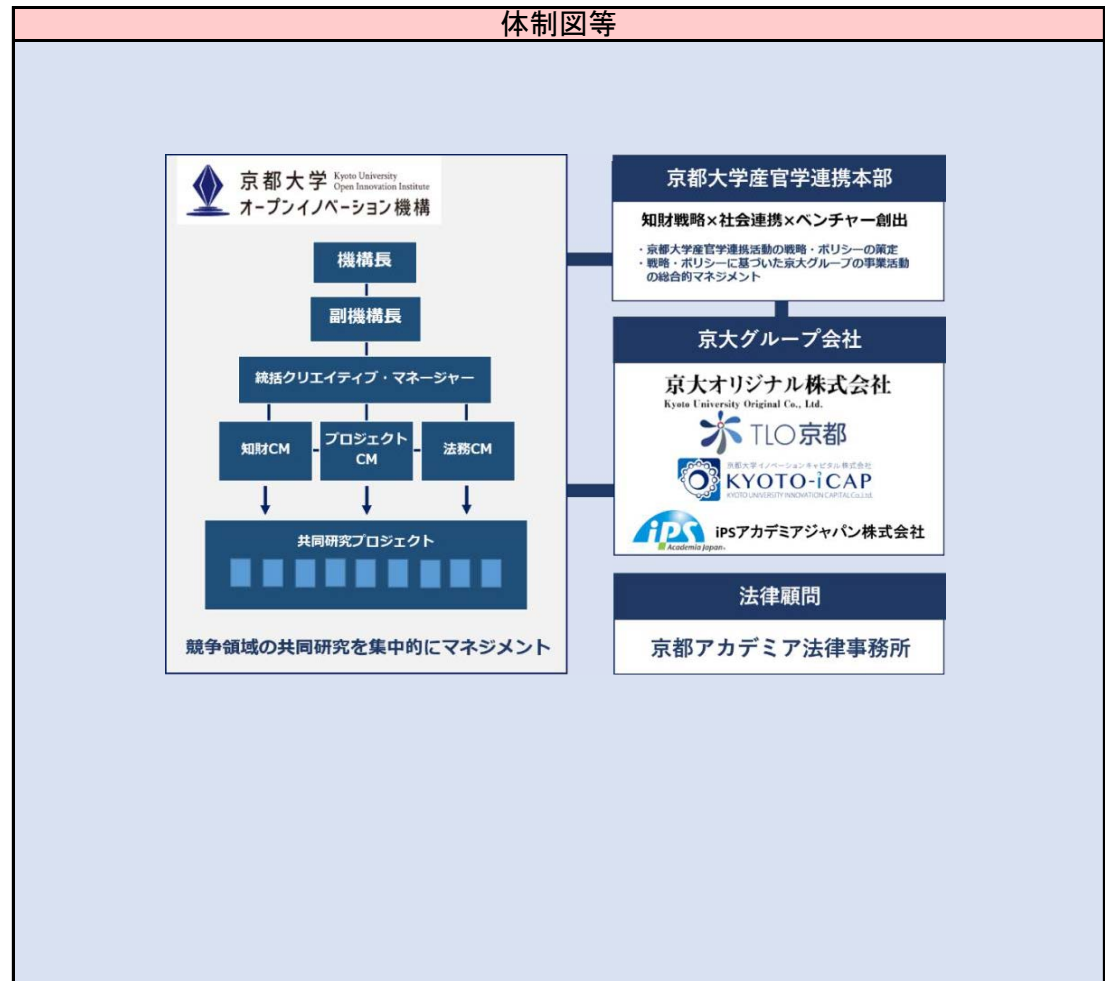 体制図等
京都大学 Kyoto University
Open Innovation Institute
オープンイノベーション機構
機構長
副機構長
統括クリエイティブ・マネージャー
知財CM
プロジェクト
CM
法務CM
共同研究プロジェクト
競争領域の共同研究を集中的にマネジメント
京都大学産官学連携本部
知財戦略×社会連携×ベンチャー創出
・京都大学産官学連携活動の戦略・ポリシーの策定
・戦略・ポリシーに基づいた京大グループの事業活動
の総合的マネジメント
京大グループ会社
京大オリジナル株式会社
Kyoto University Original Co., Ltd.
TLO京都
京都大学イノベーションキャピタル株式会社
KYOTO-iCAP
KYOTO UNIVERSITY INNOVATION CAPITAL Co.,Ltd.
iPS
Academia Japan.
iPSアカデミアジャパン株式会社
法律顧問
京都アカデミア法律事務所